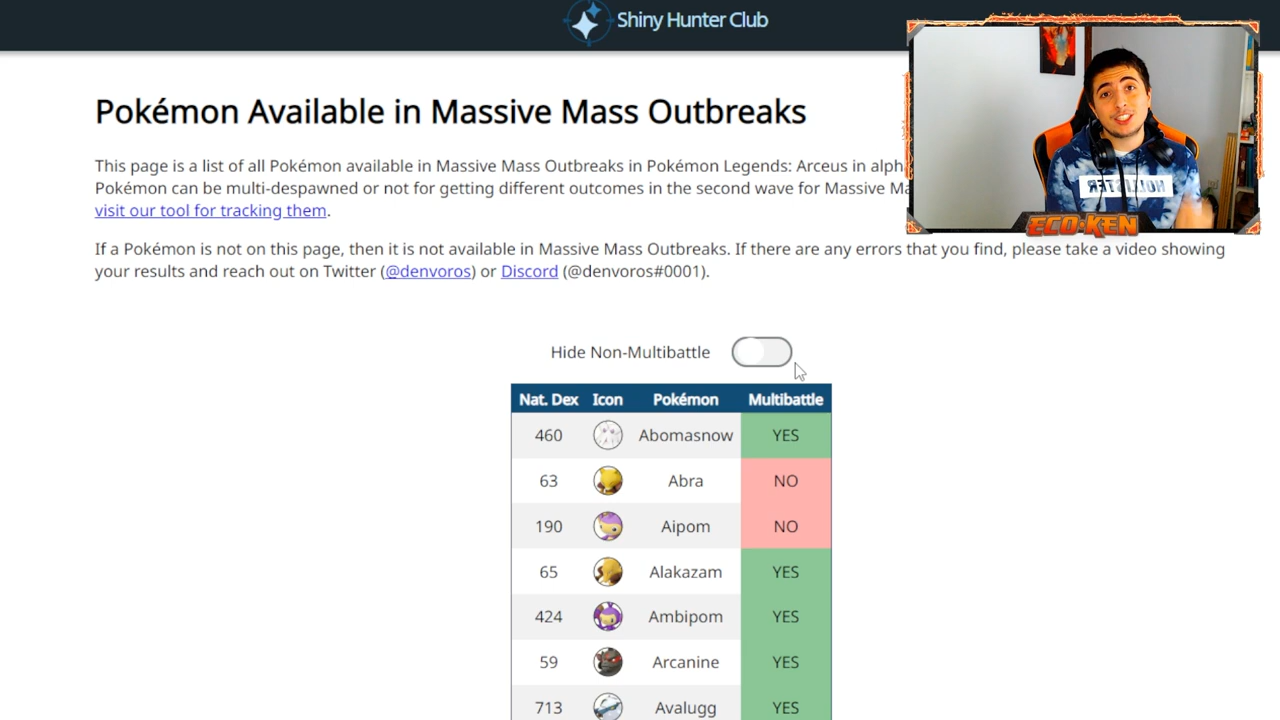 Shiny Hunter Club
Pokémon Available in Massive Mass Outbreaks
This page is a list of all Pokémon available in Massive Mass Outbreaks in Pokémon Legends: Arceus in
Pokémon can be multi-despawned or not for getting different outcomes in the second wave for Massive
visit our tool for tracking them.
If a Pokémon is not on this page, then it is not available in Massive Mass Outbreaks. If there are any errors that you find, please take a video showing
your results and reach out on Twitter (@denvoros) or Discord (@denvoros#0001).
HOLLISTER
ECO-KEN
Hide Non-Multibattle
Nat. Dex Icon Pokémon Multibattle
460 Abomasnow YES
63 Abra NO
190 Aipom NO
65 Alakazam YES
424 Ambipom YES
59 Arcanine YES
713 Avalugg YES